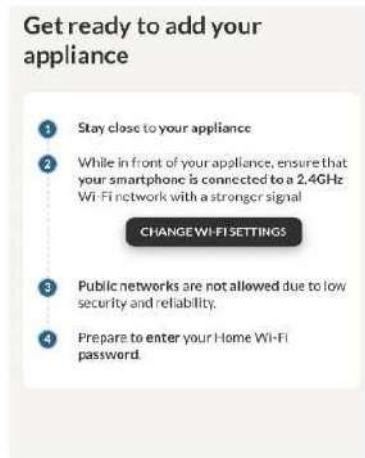 Get ready to add your
appliance
1 Stay close to your appliance
2 While in front of your appliance, ensure that
your smartphone is connected to a 2.4GHz
Wi-Fi network with a stronger signal
CHANGE WI-FI SETTINGS
3 Public networks are not allowed due to low
security and reliability.
4 Prepare to enter your Home Wi-Fi
password.